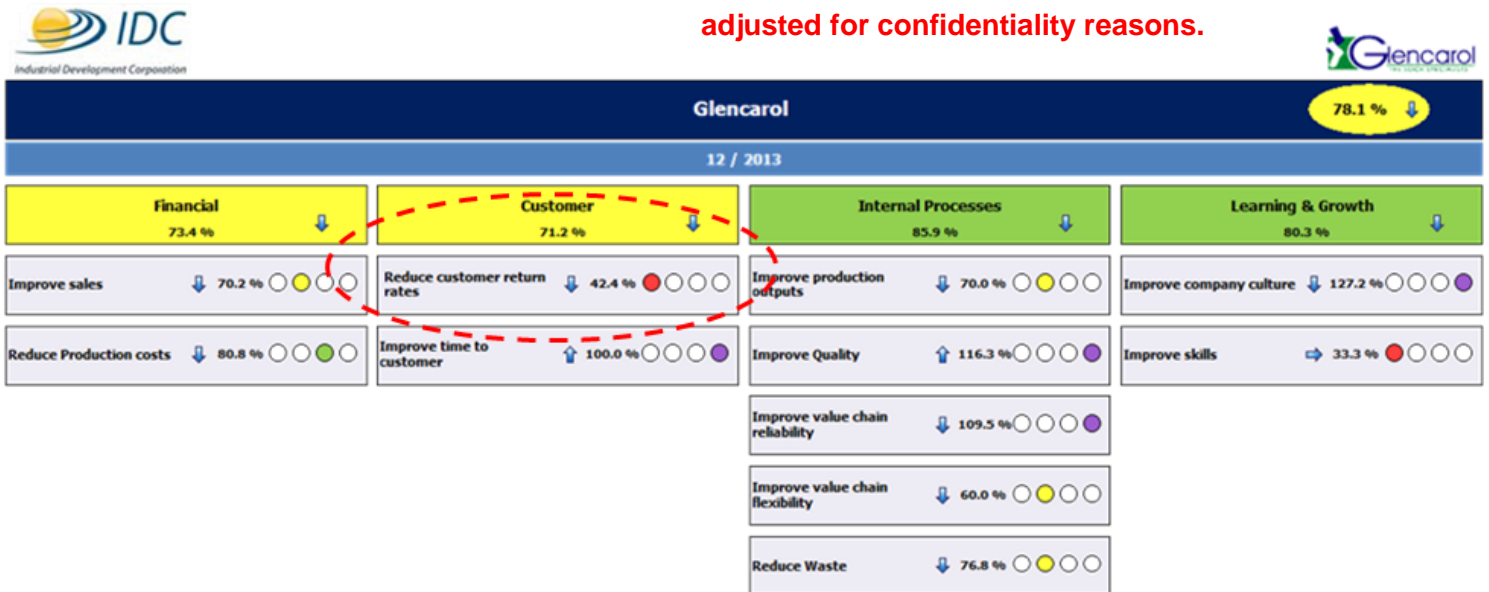 IDC
Industrial Development Corporation
adjusted for confidentiality reasons.
Glencarol
Glencarol
78.1 %
12 / 2013
Financial
73.4 %
Customer
71.2 %
Internal Processes
85.9 %
Learning & Growth
80.3 %
Improve sales
70.2 %
Reduce customer return
rates
42.4 %
Improve production
outputs
70.0 %
Improve company culture
127.2 %
Reduce Production costs
80.8 %
Improve time to
customer
100.0 %
Improve Quality
116.3 %
Improve skills
33.3 %
Improve value chain
reliability
109.5 %
Improve value chain
flexibility
60.0 %
Reduce Waste
76.8 %